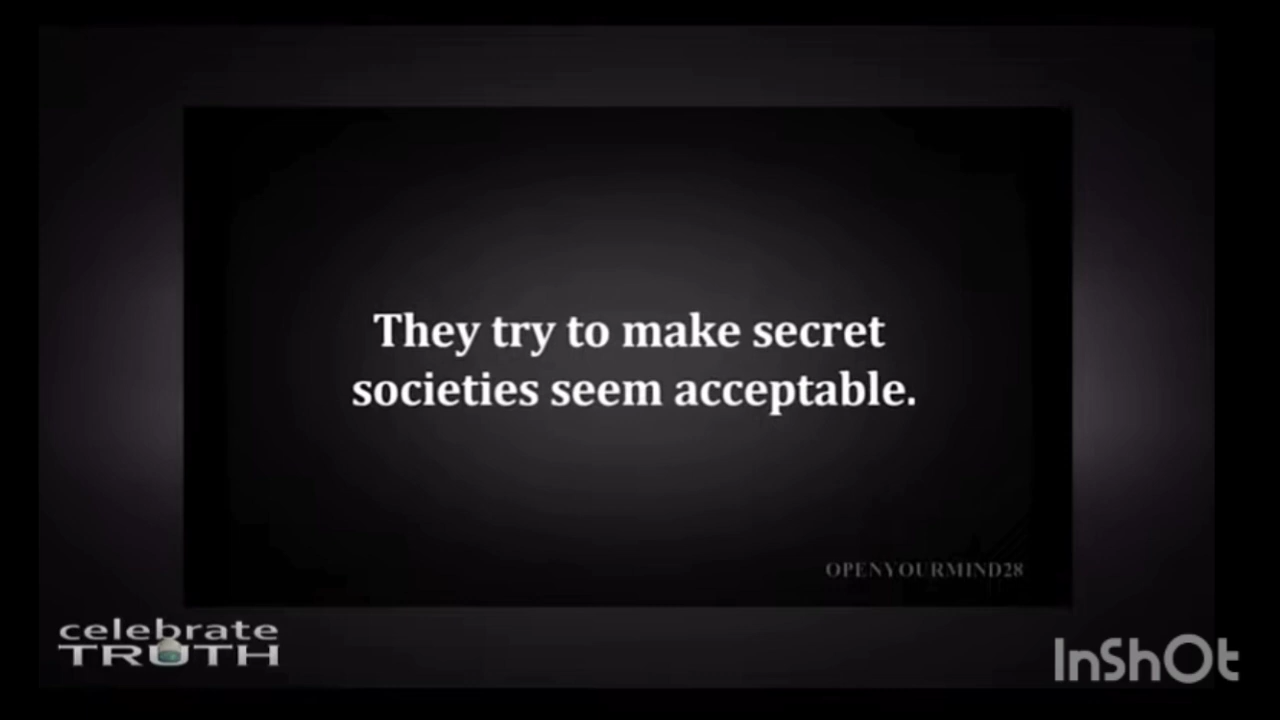 They try to make secret
societies seem acceptable.
OPENYOURMIND28
celebrate
TRUTH
InShOt